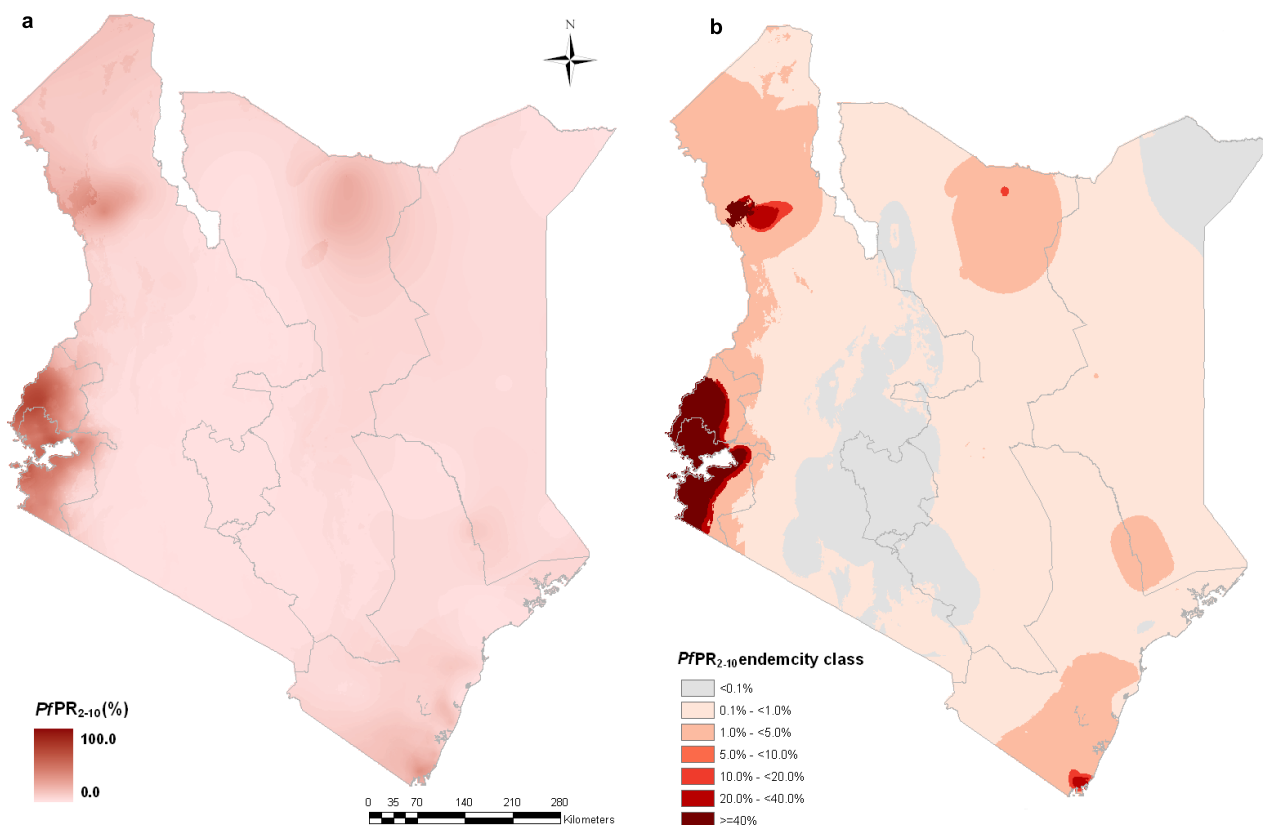 a
b
N
PfPR2-10(%)
100.0
0.0
0 35 70 140 210 280
Kilometers
PfPR2-10 endemcity class
<0.1%
0.1% - <1.0%
1.0% - <5.0%
5.0% - <10.0%
10.0% - <20.0%
20.0% - <40.0%
>=40%